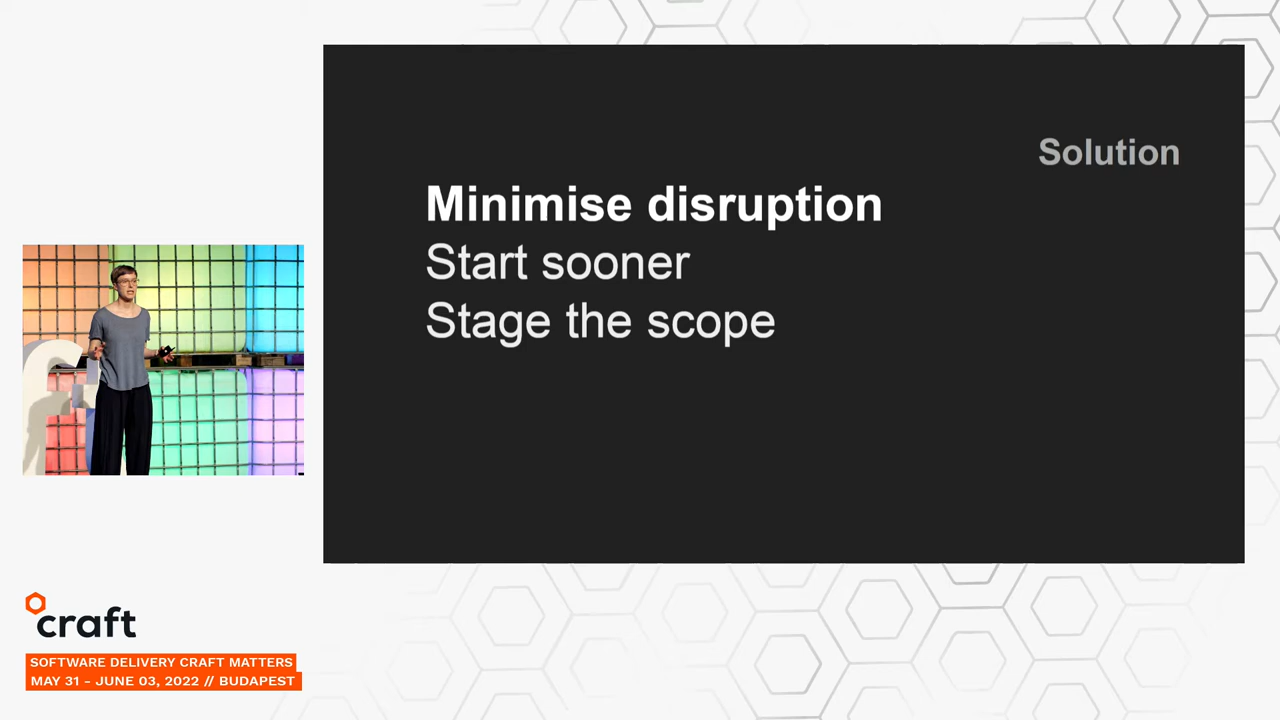 Solution
Minimise disruption
Start sooner
Stage the scope
craft
SOFTWARE DELIVERY CRAFT MATTERS
MAY 31 - JUNE 03, 2022 // BUDAPEST